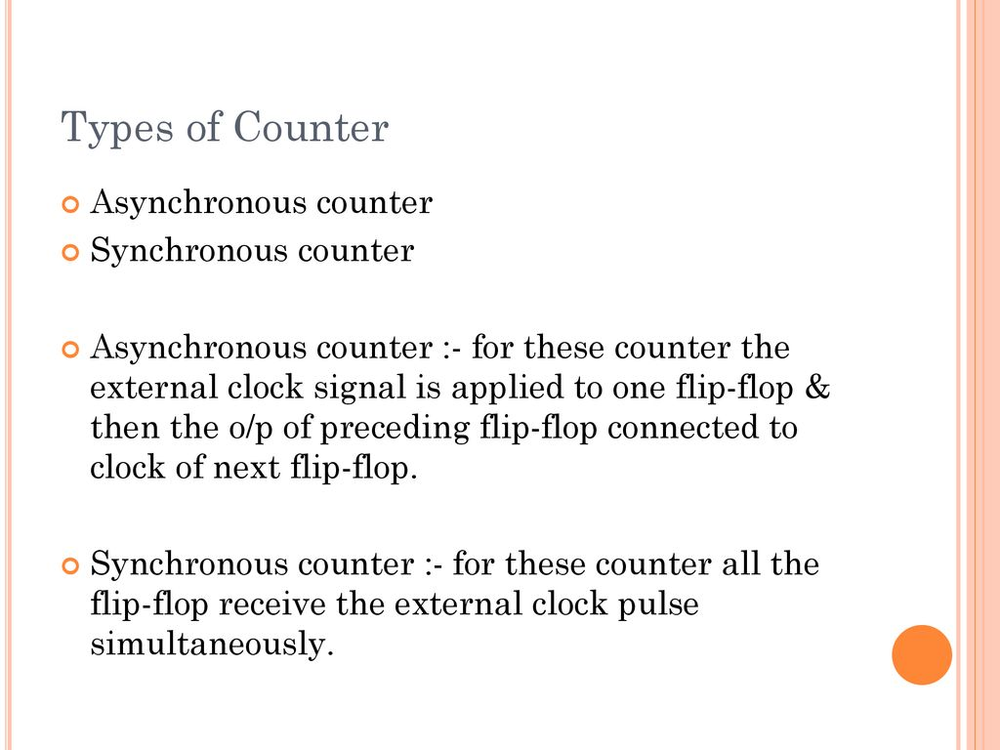 Types of Counter
Asynchronous counter
Synchronous counter
Asynchronous counter :- for these counter the
external clock signal is applied to one flip-flop &
then the o/p of preceding flip-flop connected to
clock of next flip-flop.
Synchronous counter :- for these counter all the
flip-flop receive the external clock pulse
simultaneously.